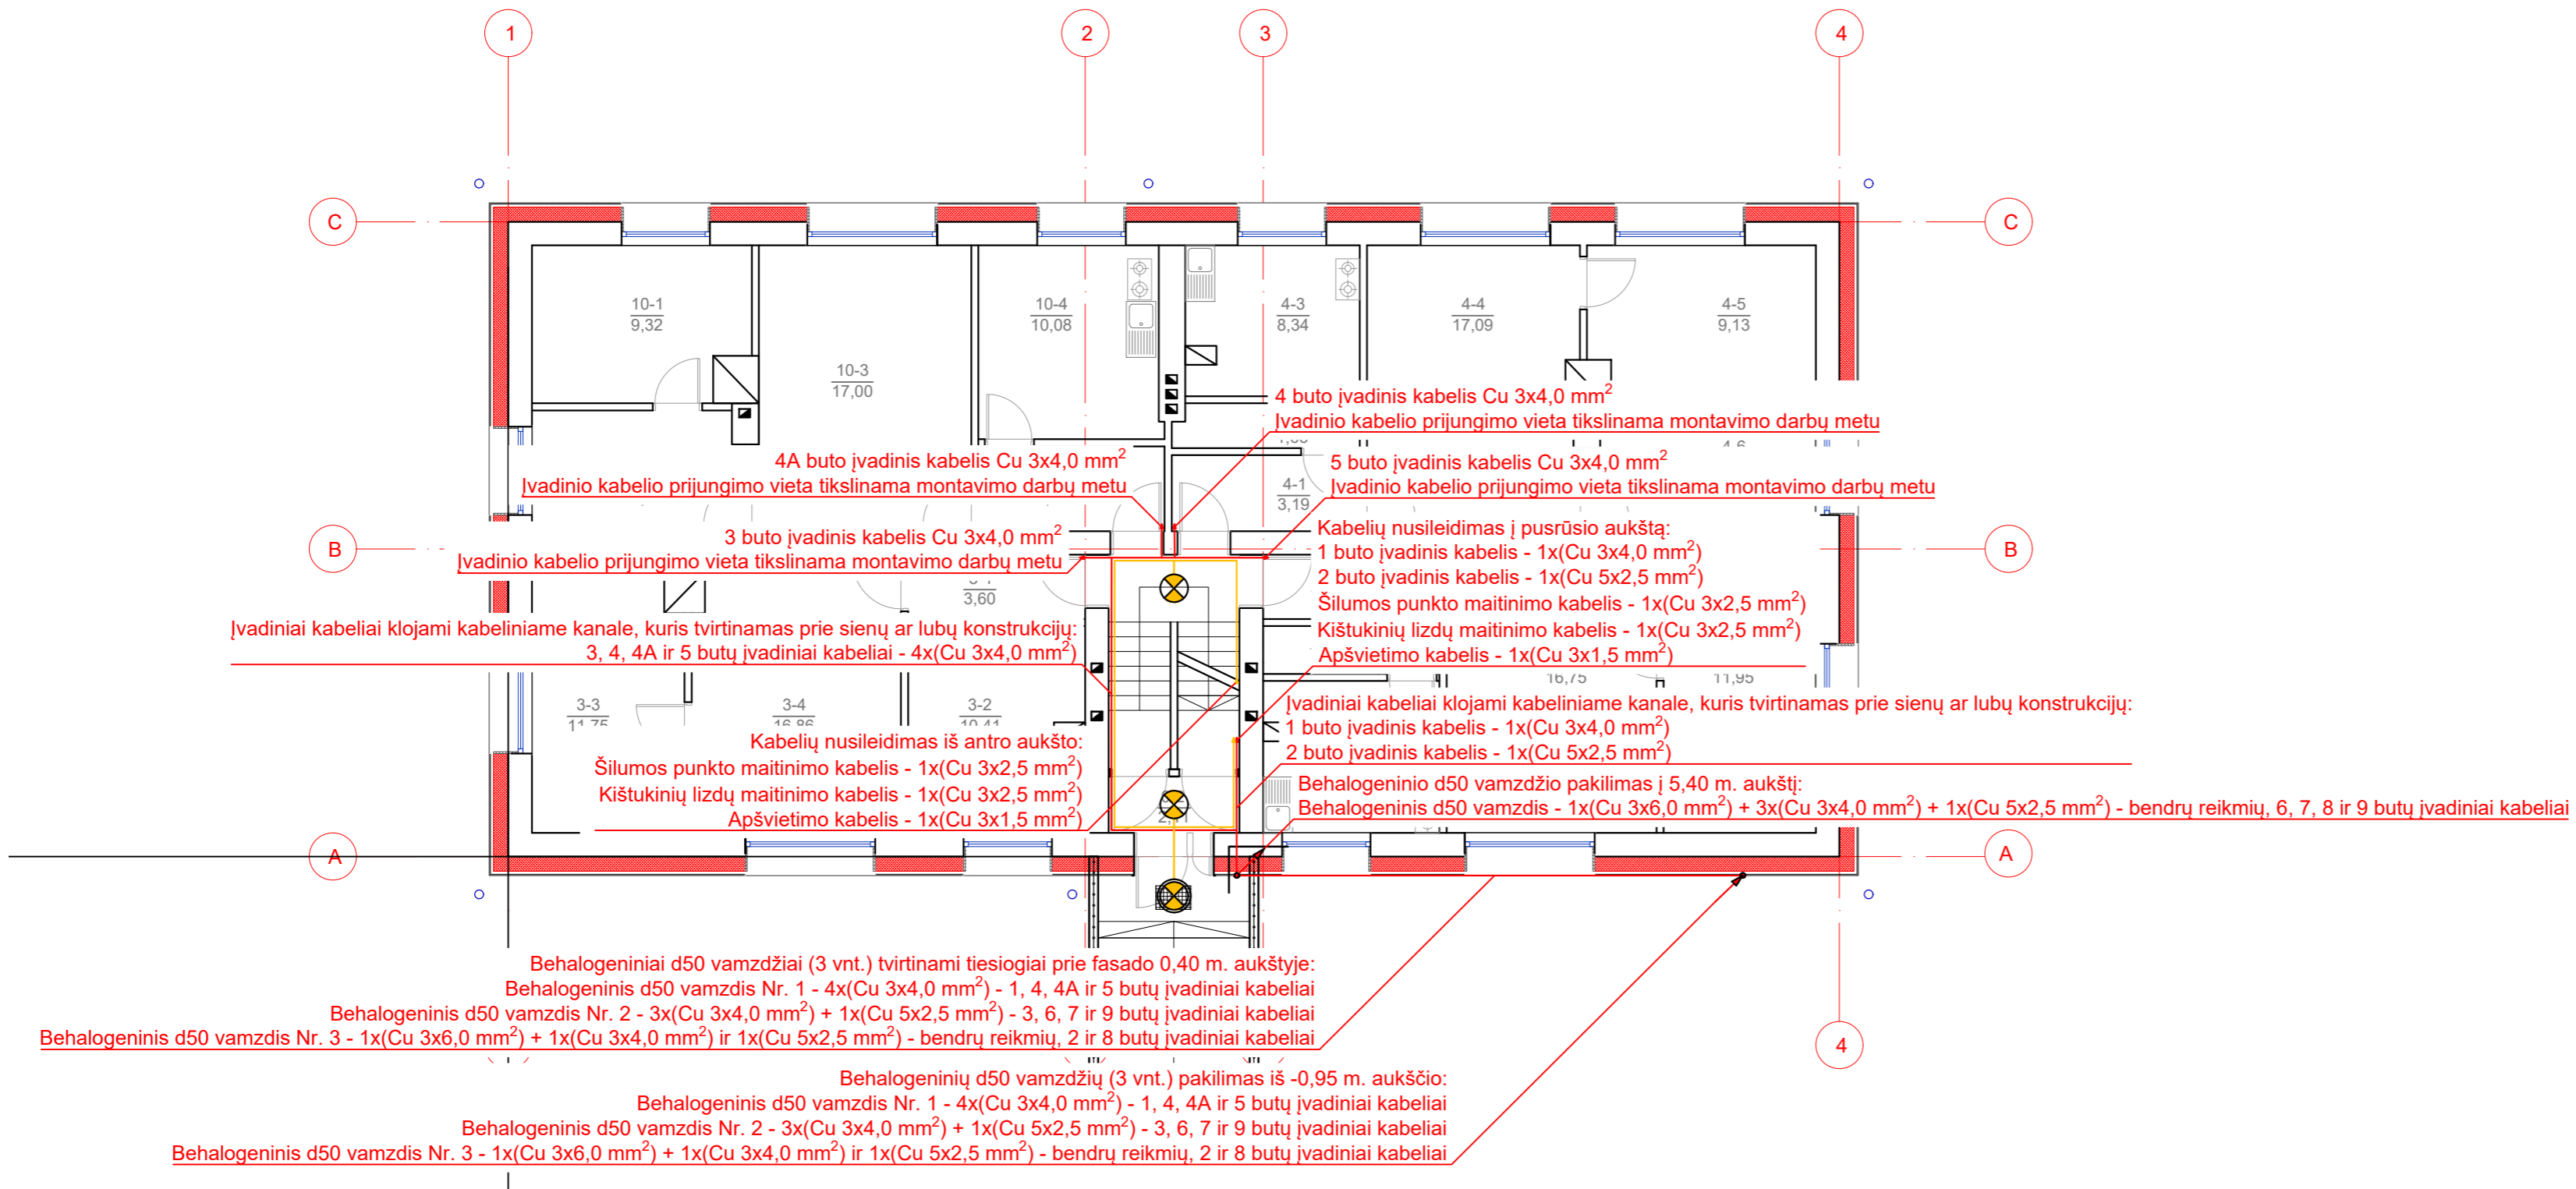 1
2
3
4
C
C
10-1
9,32
10-4
10,08
4-3
8,34
4-4
17,09
4-5
9,13
10-3
17,00
4 buto įvadinis kabelis Cu 3x4,0 mm²
Įvadinio kabelio prijungimo vieta tikslinama montavimo darbų metu
4A buto įvadinis kabelis Cu 3x4,0 mm²
Įvadinio kabelio prijungimo vieta tikslinama montavimo darbų metu
5 buto įvadinis kabelis Cu 3x4,0 mm²
Įvadinio kabelio prijungimo vieta tikslinama montavimo darbų metu
4-1
3,19
B
B
3 buto įvadinis kabelis Cu 3x4,0 mm²
Įvadinio kabelio prijungimo vieta tikslinama montavimo darbų metu
Kabelių nusileidimas į pusrūsio aukštą:
1 buto įvadinis kabelis - 1x(Cu 3x4,0 mm²)
2 buto įvadinis kabelis - 1x(Cu 5x2,5 mm²)
Šilumos punkto maitinimo kabelis - 1x(Cu 3x2,5 mm²)
Kištukinių lizdų maitinimo kabelis - 1x(Cu 3x2,5 mm²)
Apšvietimo kabelis - 1x(Cu 3x1,5 mm²)
3,60
Įvadiniai kabeliai klojami kabeliniame kanale, kuris tvirtinamas prie sienų ar lubų konstrukcijų:
3, 4, 4A ir 5 butų įvadiniai kabeliai - 4x(Cu 3x4,0 mm²)
16,75
11,95
3-3
11,75
3-4
16,86
3-2
10,41
Įvadiniai kabeliai klojami kabeliniame kanale, kuris tvirtinamas prie sienų ar lubų konstrukcijų:
1 buto įvadinis kabelis - 1x(Cu 3x4,0 mm²)
2 buto įvadinis kabelis - 1x(Cu 5x2,5 mm²)
Kabelių nusileidimas iš antro aukšto:
Šilumos punkto maitinimo kabelis - 1x(Cu 3x2,5 mm²)
Kištukinių lizdų maitinimo kabelis - 1x(Cu 3x2,5 mm²)
Apšvietimo kabelis - 1x(Cu 3x1,5 mm²)
Behalogeninio d50 vamzdžio pakilimas į 5,40 m. aukštį:
Behalogeninio d50 vamzdis - 1x(Cu 3x6,0 mm²) + 3x(Cu 3x4,0 mm²) + 1x(Cu 5x2,5 mm²) - bendrų reikmių, 6, 7, 8 ir 9 butų įvadiniai kabeliai
A
A
Behalogeniniai d50 vamzdžiai (3 vnt.) tvirtinami tiesiogiai prie fasado 0,40 m. aukštyje:
Behalogeninis d50 vamzdis Nr. 1 - 4x(Cu 3x4,0 mm²) - 1, 4, 4A ir 5 butų įvadiniai kabeliai
Behalogeninis d50 vamzdis Nr. 2 - 3x(Cu 3x4,0 mm²) + 1x(Cu 5x2,5 mm²) - 3, 6, 7 ir 9 butų įvadiniai kabeliai
Behalogeninis d50 vamzdis Nr. 3 - 1x(Cu 3x6,0 mm²) + 1x(Cu 3x4,0 mm²) ir 1x(Cu 5x2,5 mm²) - bendrų reikmių, 2 ir 8 butų įvadiniai kabeliai
4
Behalogeninių d50 vamzdžių (3 vnt.) pakilimas iš -0,95 m. aukščio:
Behalogeninis d50 vamzdis Nr. 1 - 4x(Cu 3x4,0 mm²) - 1, 4, 4A ir 5 butų įvadiniai kabeliai
Behalogeninis d50 vamzdis Nr. 2 - 3x(Cu 3x4,0 mm²) + 1x(Cu 5x2,5 mm²) - 3, 6, 7 ir 9 butų įvadiniai kabeliai
Behalogeninis d50 vamzdis Nr. 3 - 1x(Cu 3x6,0 mm²) + 1x(Cu 3x4,0 mm²) ir 1x(Cu 5x2,5 mm²) - bendrų reikmių, 2 ir 8 butų įvadiniai kabeliai